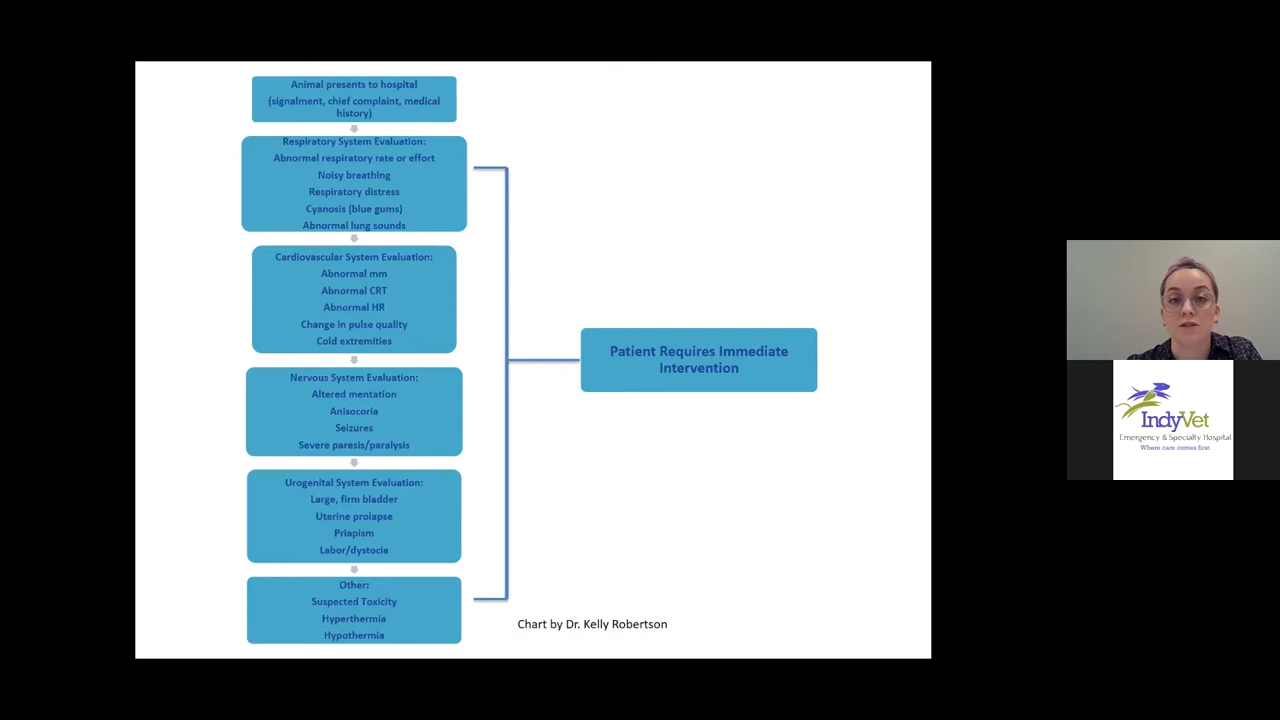 Animal presents to hospital
(signalment, chief complaint, medical
history)
Respiratory System Evaluation:
Abnormal respiratory rate or effort
Noisy breathing
Respiratory distress
Cyanosis (blue gums)
Abnormal lung sounds
Cardiovascular System Evaluation:
Abnormal mm
Abnormal CRT
Abnormal HR
Change in pulse quality
Cold extremities
Nervous System Evaluation:
Altered mentation
Anisocoria
Seizures
Severe paresis/paralysis
Urogenital System Evaluation:
Large, firm bladder
Uterine prolapse
Priapism
Labor/dystocia
Other:
Suspected Toxicity
Hyperthermia
Hypothermia
Patient Requires Immediate
Intervention
Chart by Dr. Kelly Robertson
IndyVet
Emergency & Specialty Hospital
Where care comes first.